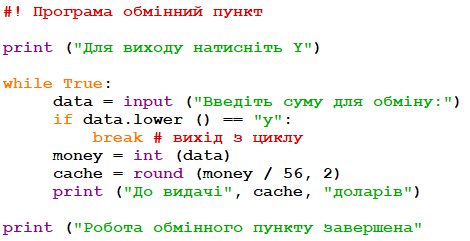 #! Програма обмінний пункт
print ("Для виходу натисніть Y")
while True:
data = input ("Введіть суму для обміну:")
if data.lower () == "y":
break # вихід з циклу
money = int (data)
cache = round (money / 56, 2)
print ("До видачі", cache, "доларів")
print ("Робота обмінного пункту завершена"